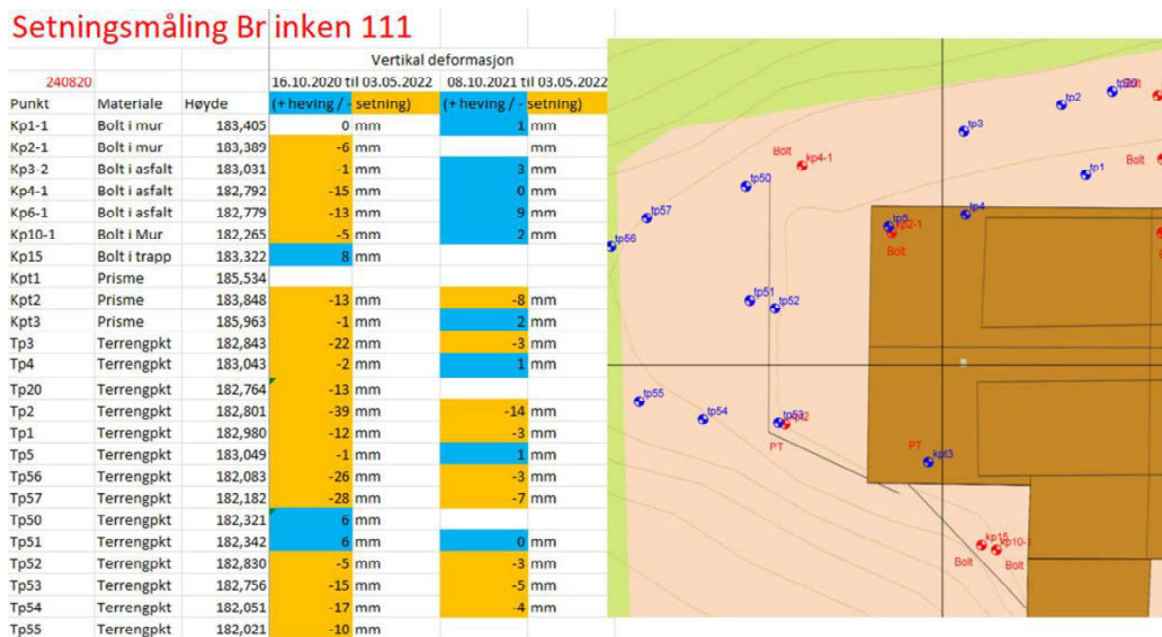 Setningsmåling Brinken 111
Vertikal deformasjon
240820 16.10.2020 til 03.05.2022 08.10.2021 til 03.05.2022
Punkt Materiale Høyde (+ heving / - setning) (+ heving / - setning)
Kp1-1 Bolt i mur 183,405 0 mm 1 mm
Kp2-1 Bolt i mur 183,389 -6 mm mm
Kp3-2 Bolt i asfalt 183,031 -1 mm 3 mm
Kp4-1 Bolt i asfalt 182,792 -15 mm 0 mm
Kp6-1 Bolt i asfalt 182,779 -13 mm 9 mm
Kp10-1 Bolt i Mur 182,265 -5 mm 2 mm
Kp15 Bolt i trapp 183,322 8 mm
Kpt1 Prisme 185,534
Kpt2 Prisme 183,848 -13 mm -8 mm
Kpt3 Prisme 185,963 -1 mm 2 mm
Tp3 Terrengpkt 182,843 -22 mm -3 mm
Tp4 Terrengpkt 183,043 -2 mm 1 mm
Tp20 Terrengpkt 182,764 -13 mm
Tp2 Terrengpkt 182,801 -39 mm -14 mm
Tp1 Terrengpkt 182,980 -12 mm -3 mm
Tp5 Terrengpkt 183,049 -1 mm 1 mm
Tp56 Terrengpkt 182,083 -26 mm -3 mm
Tp57 Terrengpkt 182,182 -28 mm -7 mm
Tp50 Terrengpkt 182,321 6 mm
Tp51 Terrengpkt 182,342 6 mm 0 mm
Tp52 Terrengpkt 182,830 -5 mm -3 mm
Tp53 Terrengpkt 182,756 -15 mm -5 mm
Tp54 Terrengpkt 182,051 -17 mm -4 mm
Tp55 Terrengpkt 182,021 -10 mm
tp20
tp2
tp3
Bolt kp4-1
Bolt
tp1
tp50
tp57
tp4
tp5
kp2-1
tp56
Bolt
tp51
tp52
tp55
tp54
tp53
PT
PT
kpt3
kp15
kp10-1
Bolt
Bolt